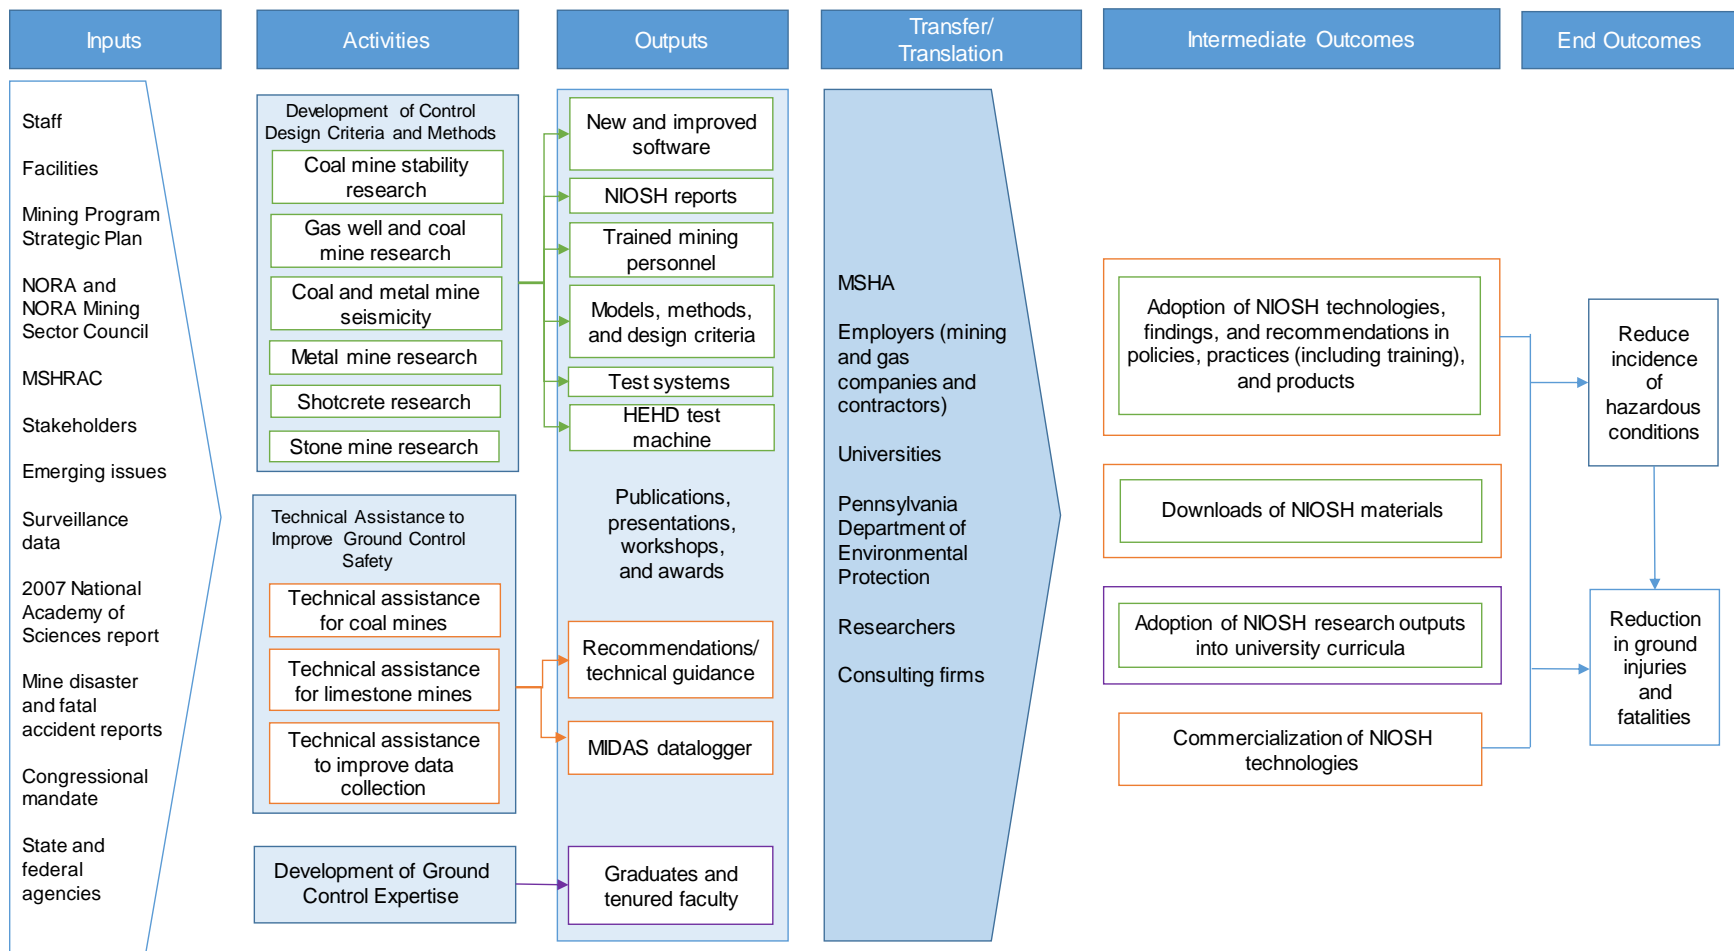 Inputs
Activities
Outputs
Transfer/
Translation
Intermediate Outcomes
End Outcomes
Staff
Facilities
Mining Program
Strategic Plan
NORA and
NORA Mining
Sector Council
MSHRAC
Stakeholders
Emerging issues
Surveillance
data
2007 National
Academy of
Sciences report
Mine disaster
and fatal
accident reports
Congressional
mandate
State and
federal
agencies
Development of Control
Design Criteria and Methods
Coal mine stability
research
Gas well and coal
mine research
Coal and metal mine
seismicity
Metal mine research
Shotcrete research
Stone mine research
Technical Assistance to
Improve Ground Control
Safety
Technical assistance
for coal mines
Technical assistance
for limestone mines
Technical assistance
to improve data
collection
Development of Ground
Control Expertise
New and improved
software
NIOSH reports
Trained mining
personnel
Models, methods,
and design criteria
Test systems
HEHD test
machine
Publications,
presentations,
workshops,
and awards
Recommendations/
technical guidance
MIDAS datalogger
Graduates and
tenured faculty
MSHA
Employers (mining
and gas
companies and
contractors)
Universities
Pennsylvania
Department of
Environmental
Protection
Researchers
Consulting firms
Adoption of NIOSH technologies,
findings, and recommendations in
policies, practices (including training),
and products
Downloads of NIOSH materials
Adoption of NIOSH research outputs
into university curricula
Commercialization of NIOSH
technologies
Reduce
incidence
of
hazardous
conditions
Reduction
in ground
injuries
and
fatalities